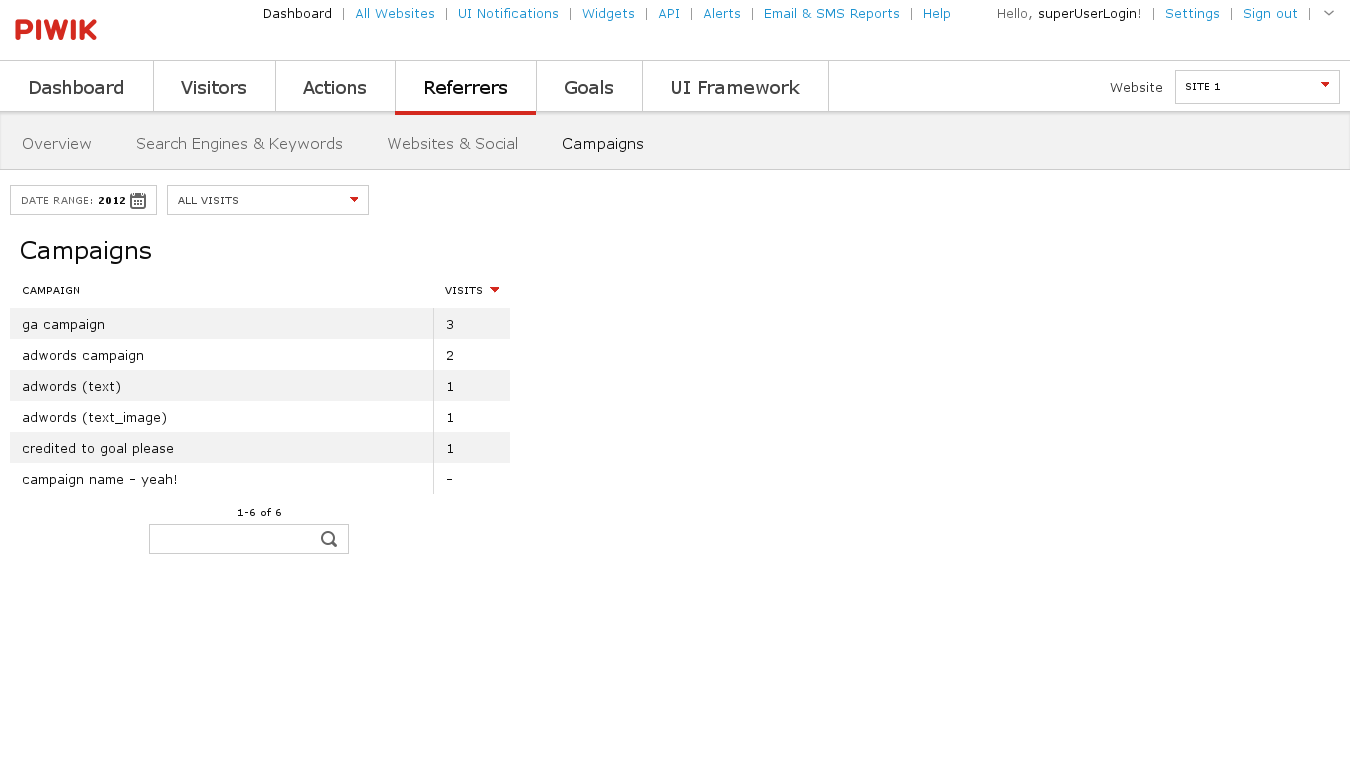 PIWIK
Dashboard | All Websites | UI Notifications | Widgets | API | Alerts | Email & SMS Reports | Help
Hello, superUserLogin! | Settings | Sign out |
Dashboard Visitors Actions Referrers Goals UI Framework
Website SITE 1
Overview Search Engines & Keywords Websites & Social Campaigns
DATE RANGE: 2012 ALL VISITS
Campaigns
CAMPAIGN VISITS
ga campaign 3
adwords campaign 2
adwords (text) 1
adwords (text_image) 1
credited to goal please 1
campaign name - yeah! -
1-6 of 6